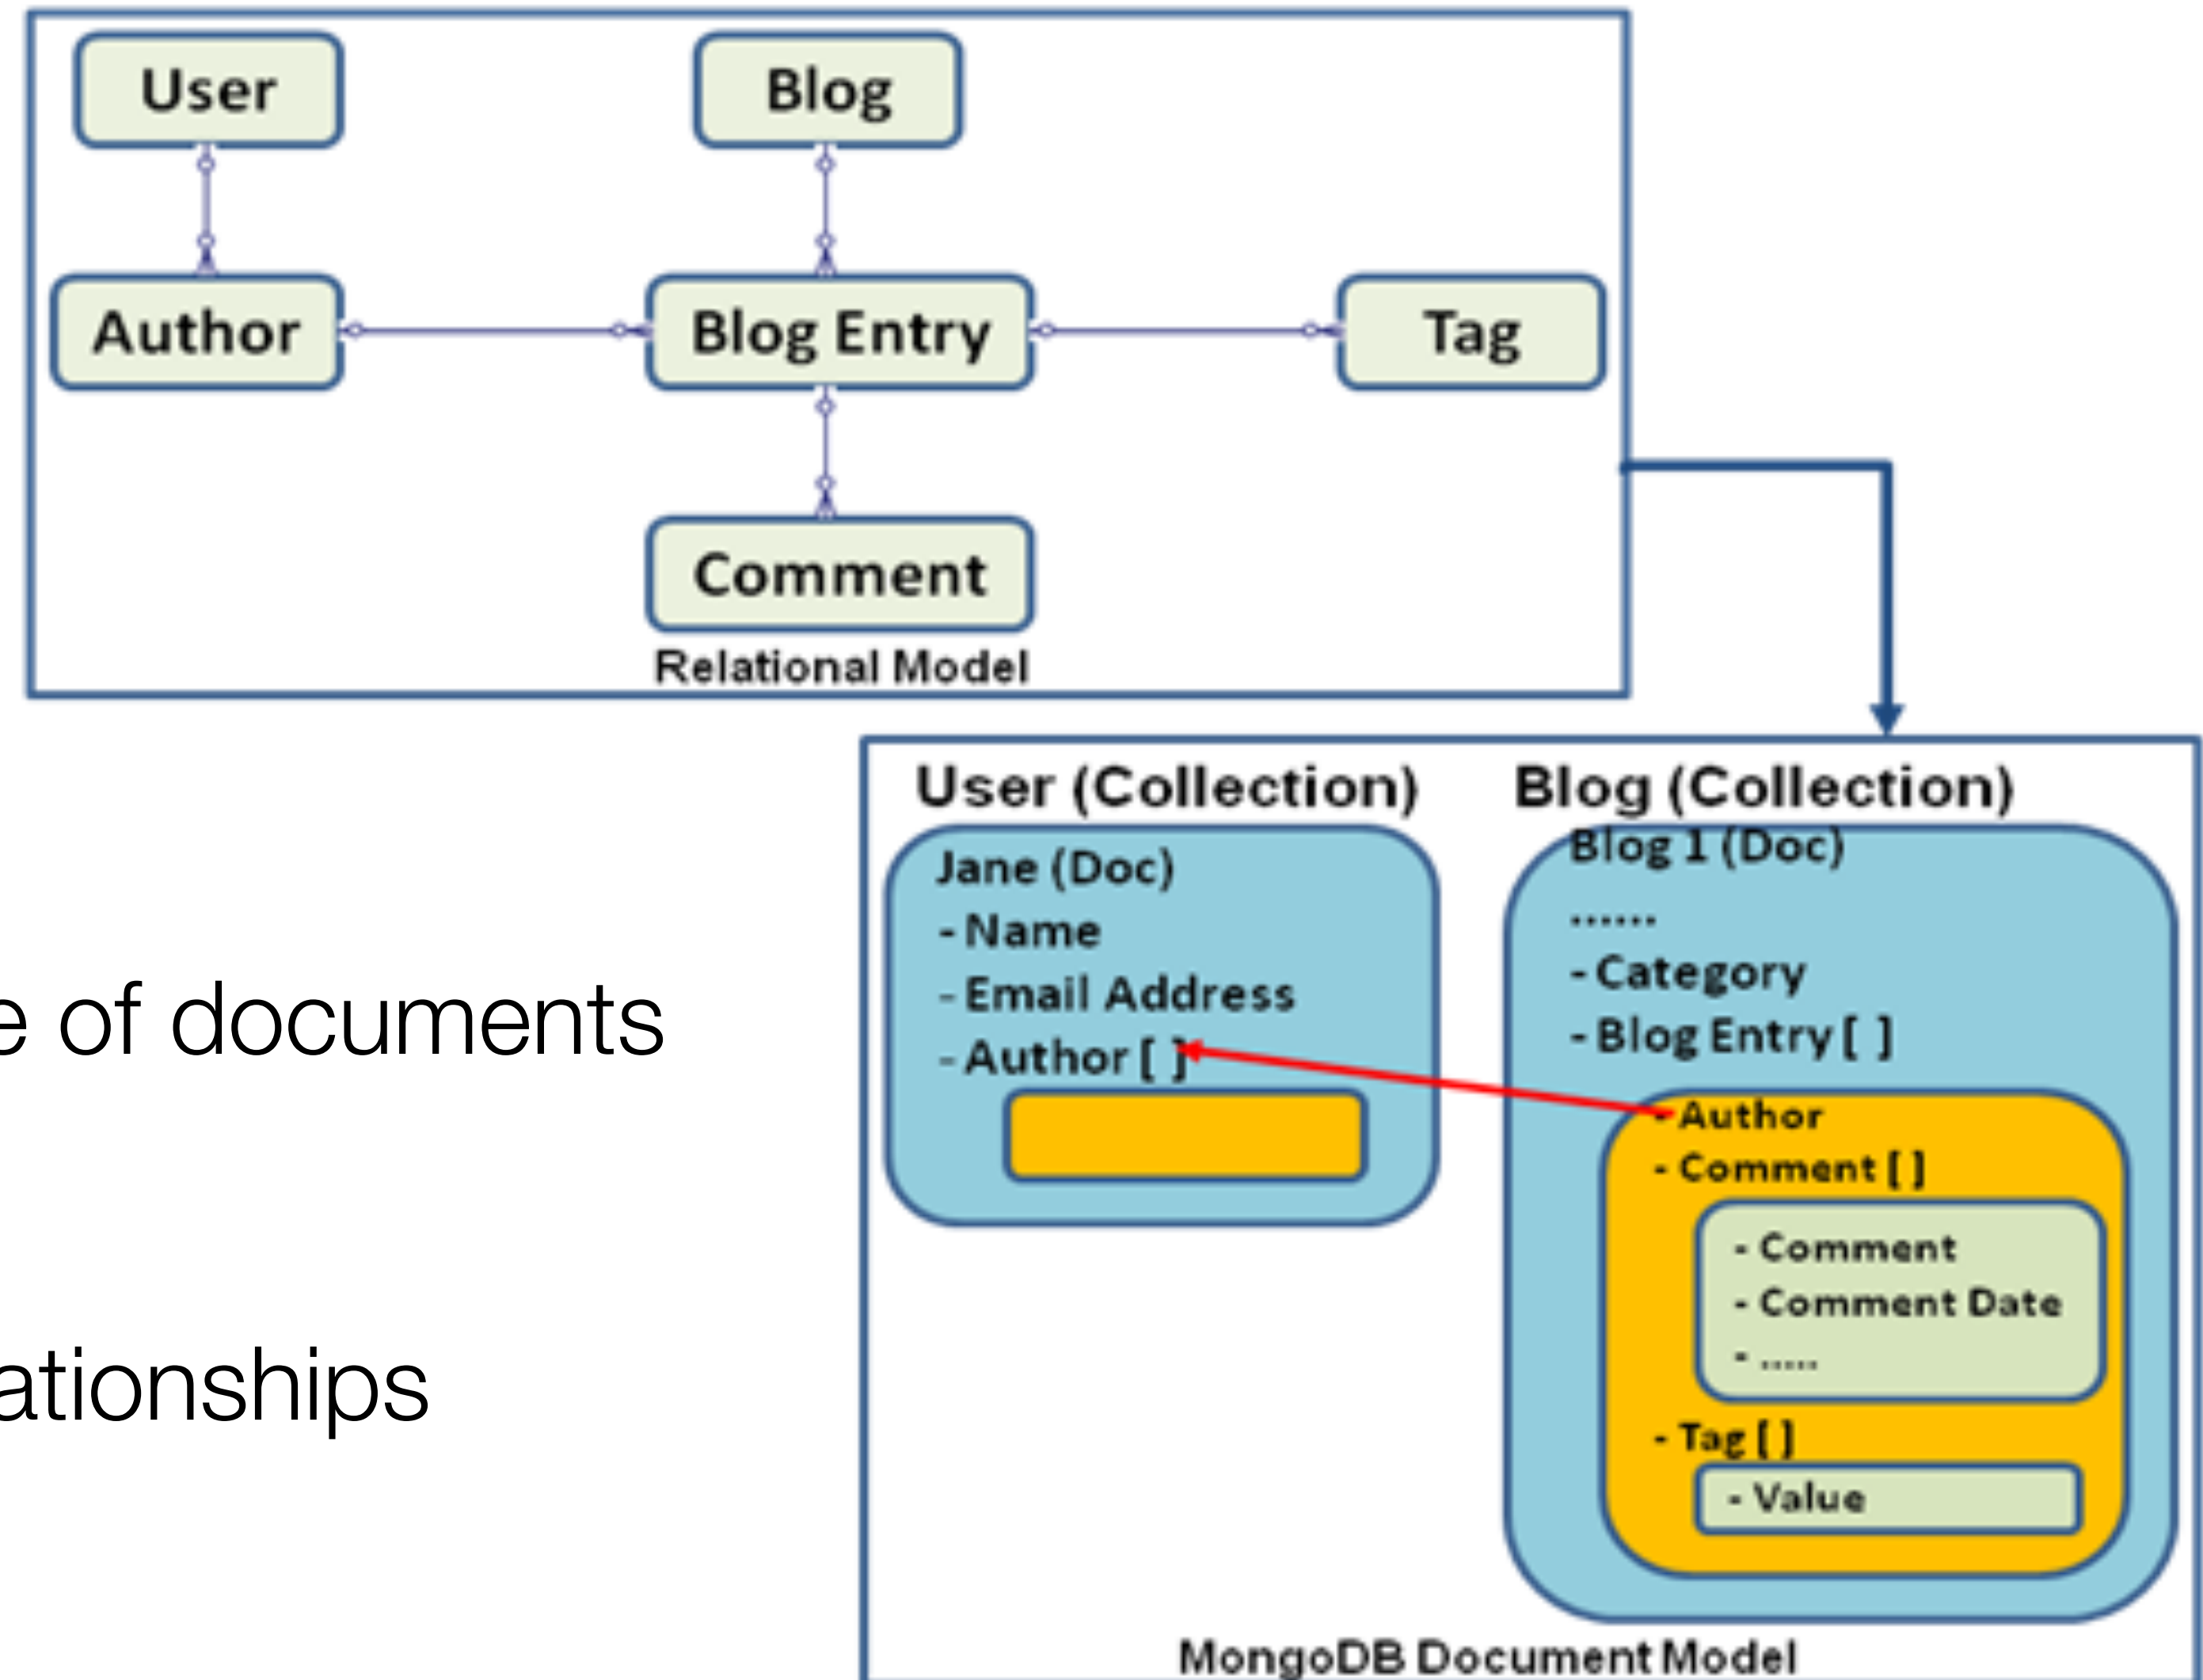 User
Blog
Author
Blog Entry
Tag
Comment
Relational Model
User (Collection)
Jane (Doc)
- Name
- Email Address
- Author [ ]
Blog (Collection)
Blog 1 (Doc)
......
- Category
- Blog Entry [ ]
- Author
- Comment [ ]
- Comment
- Comment Date
- .....
- Tag [ ]
- Value
MongoDB Document Model
e of documents
ationships